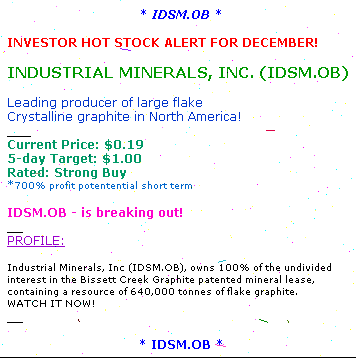 * IDSM.OB *
INVESTOR HOT STOCK ALERT FOR DECEMBER!
INDUSTRIAL MINERALS, INC. (IDSM.OB)
Leading producer of large flake
Crystalline graphite in North America!
Current Price: $0.19
5-day Target: $1.00
Rated: Strong Buy
*700% profit potentential short term
IDSM.OB - is breaking out!
PROFILE:
Industrial Minerals, Inc (IDSM.OB), owns 100% of the undivided
interest in the Bissett Creek Graphite patented mineral lease,
containing a resource of 640,000 tonnes of flake graphite.
WATCH IT NOW!
* IDSM.OB *